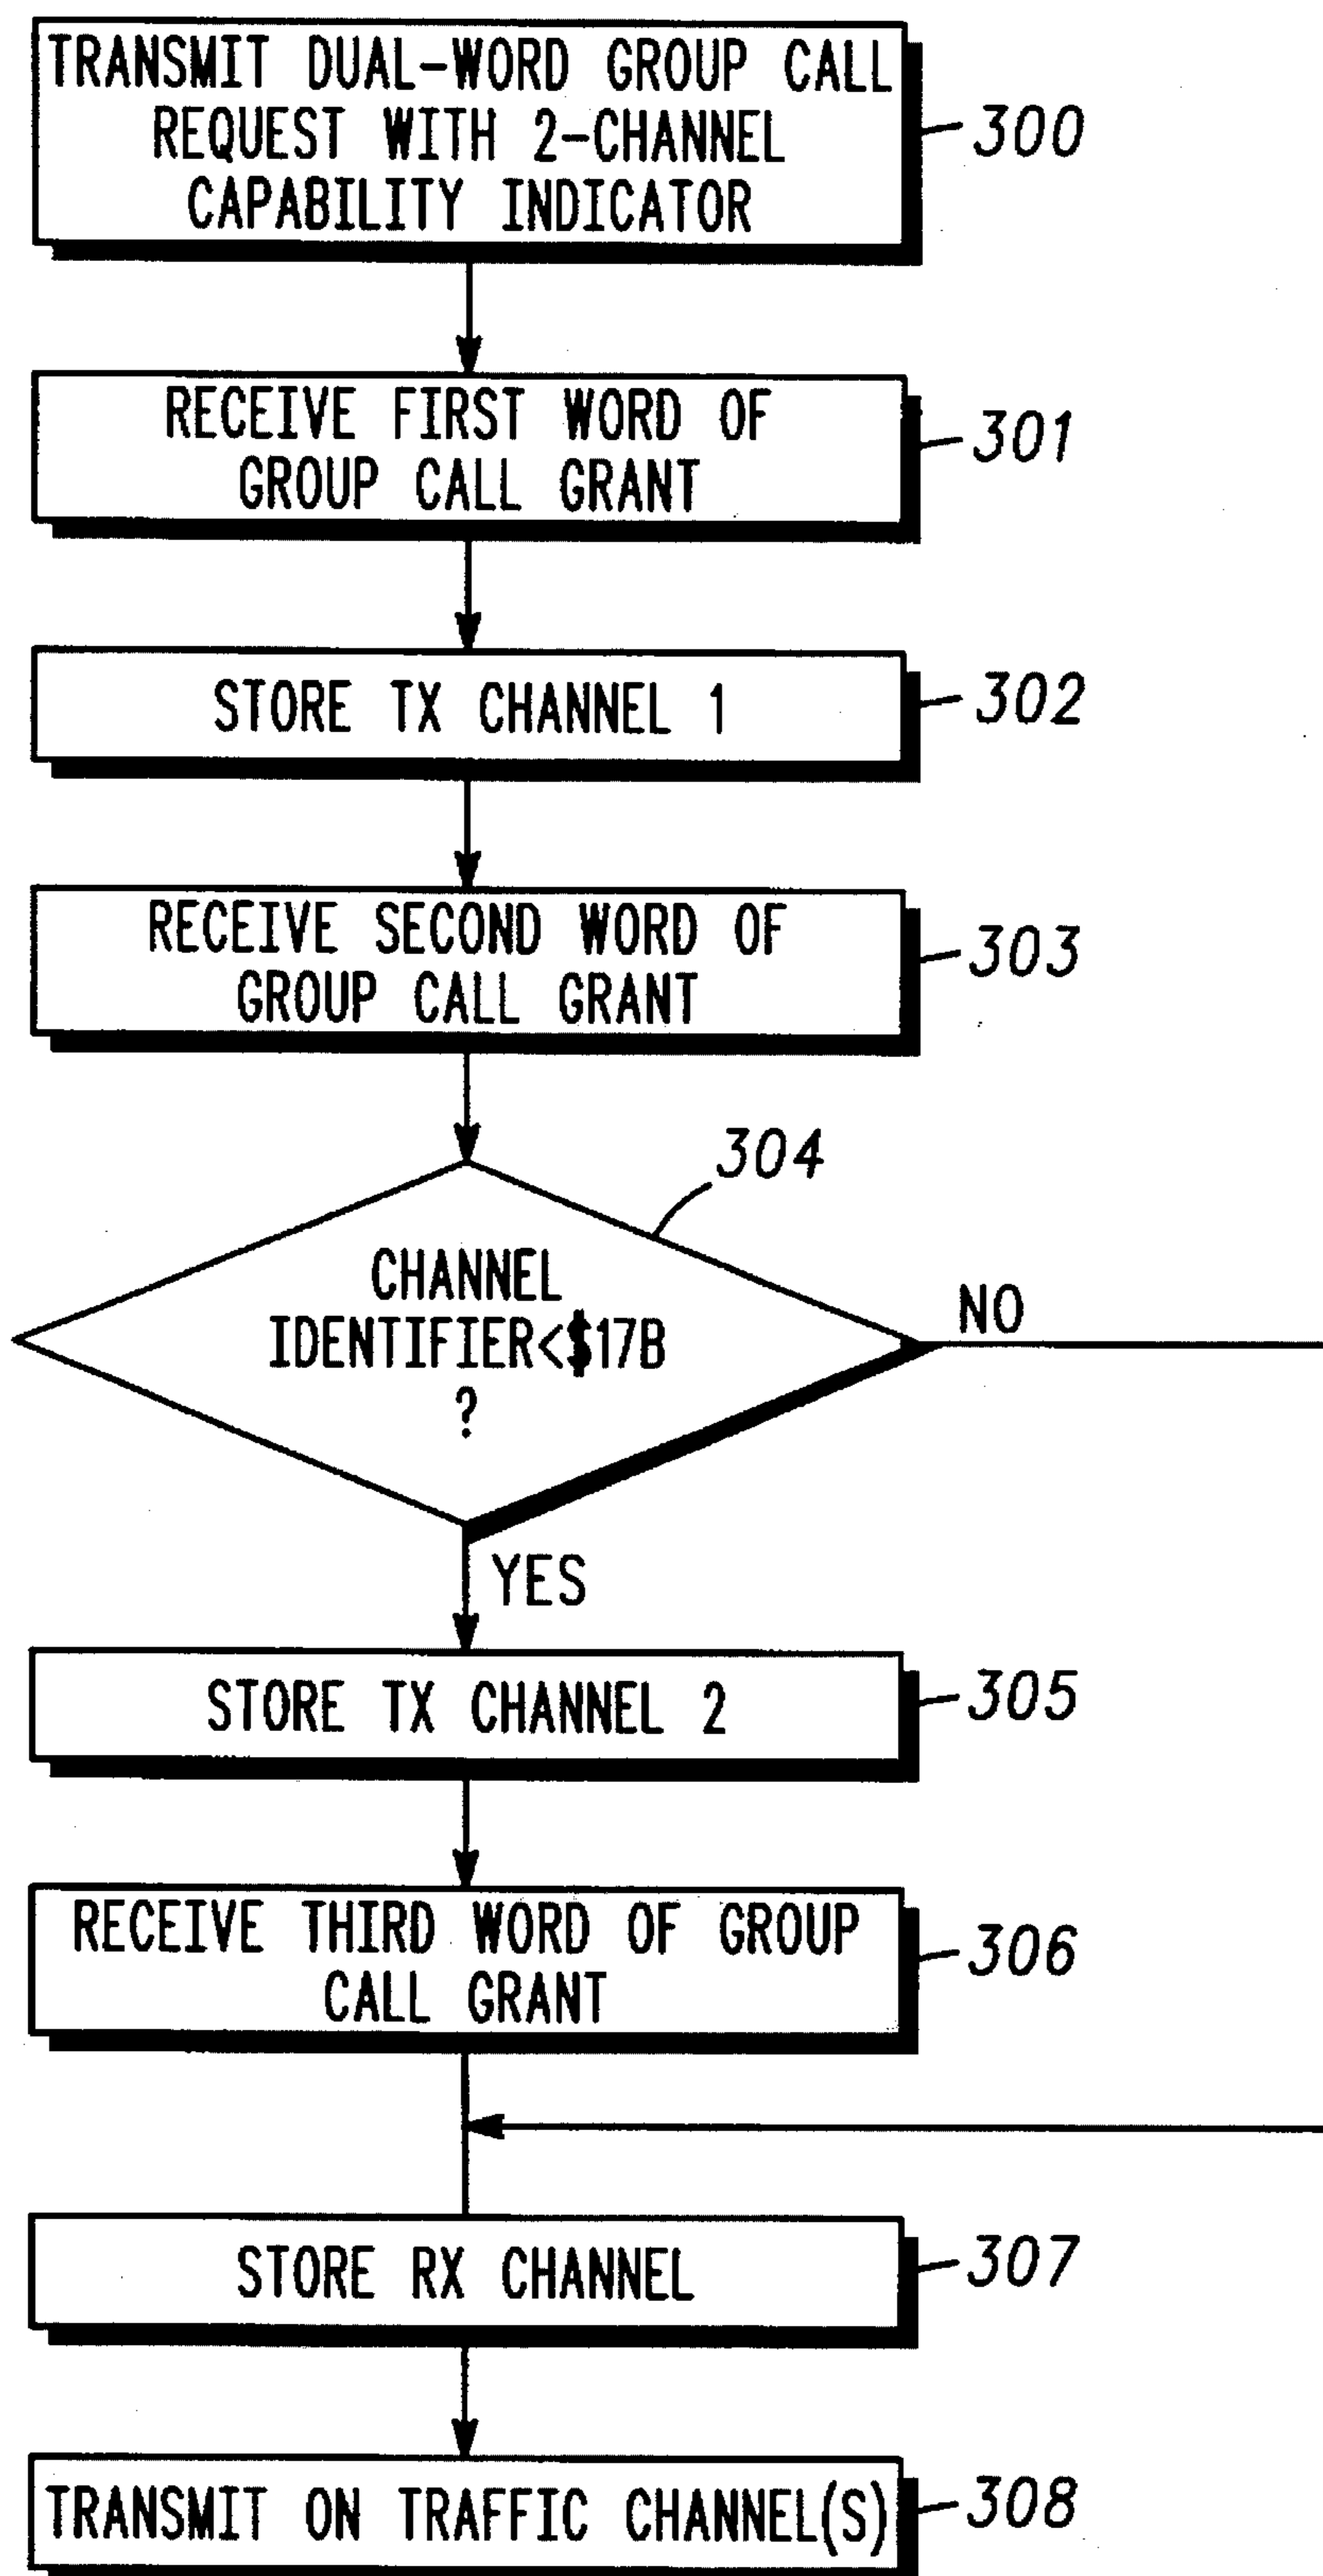 TRANSMIT DUAL-WORD GROUP CALL
REQUEST WITH 2-CHANNEL
CAPABILITY INDICATOR
300
RECEIVE FIRST WORD OF
GROUP CALL GRANT
301
STORE TX CHANNEL 1
302
RECEIVE SECOND WORD OF
GROUP CALL GRANT
303
304
CHANNEL
IDENTIFIER<$17B
?
NO
YES
STORE TX CHANNEL 2
305
RECEIVE THIRD WORD OF GROUP
CALL GRANT
306
STORE RX CHANNEL
307
TRANSMIT ON TRAFFIC CHANNEL(S)
308